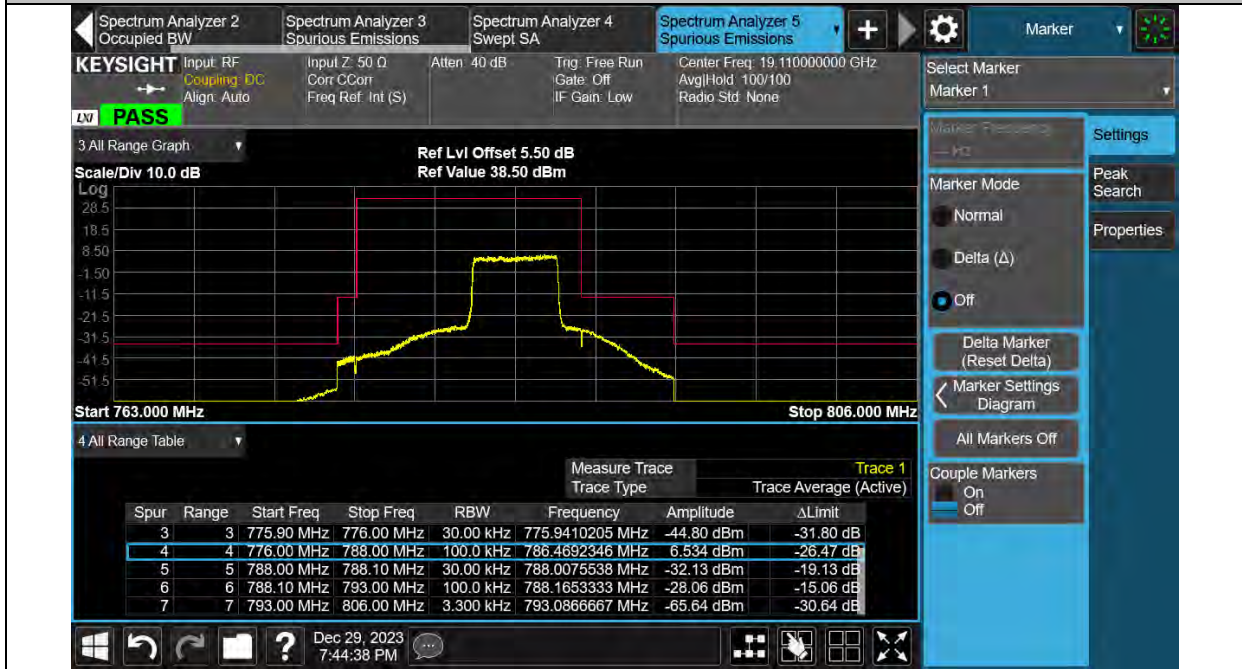 Spectrum Analyzer 2
Occupied BW
Spectrum Analyzer 3
Spurious Emissions
Spectrum Analyzer 4
Swept SA
Spectrum Analyzer 5
Spurious Emissions
+
Marker
KEYSIGHT
Input: RF
Coupling: DC
Align: Auto
Input Z: 50 Ω
Corr CCorr
Freq Ref: Int (S)
Atten: 40 dB
Trig: Free Run
Gate: Off
IF Gain: Low
Center Freq: 19.110000000 GHz
Avg|Hold: 100/100
Radio Std: None
LXI PASS
Select Marker
Marker 1
3 All Range Graph
Scale/Div 10.0 dB
Ref Lvl Offset 5.50 dB
Ref Value 38.50 dBm
Log
28.5
18.5
8.50
-1.50
-11.5
-21.5
-31.5
-41.5
-51.5
Start 763.000 MHz
Stop 806.000 MHz
Marker Frequency
--- Hz
Marker Mode
Normal
Delta (Δ)
Off
Delta Marker
(Reset Delta)
Marker Settings
Diagram
All Markers Off
Couple Markers
On
Off
Settings
Peak
Search
Properties
4 All Range Table
Measure Trace Trace 1
Trace Type Trace Average (Active)
Spur Range Start Freq Stop Freq RBW Frequency Amplitude ΔLimit
3 3 775.90 MHz 776.00 MHz 30.00 kHz 775.9410205 MHz -44.80 dBm -31.80 dB
4 4 776.00 MHz 788.00 MHz 100.0 kHz 786.4692346 MHz 6.534 dBm -26.47 dB
5 5 788.00 MHz 788.10 MHz 30.00 kHz 788.0075538 MHz -32.13 dBm -19.13 dB
6 6 788.10 MHz 793.00 MHz 100.0 kHz 788.1653333 MHz -28.06 dBm -15.06 dB
7 7 793.00 MHz 806.00 MHz 3.300 kHz 793.0866667 MHz -65.64 dBm -30.64 dB
?
Dec 29, 2023
7:44:38 PM